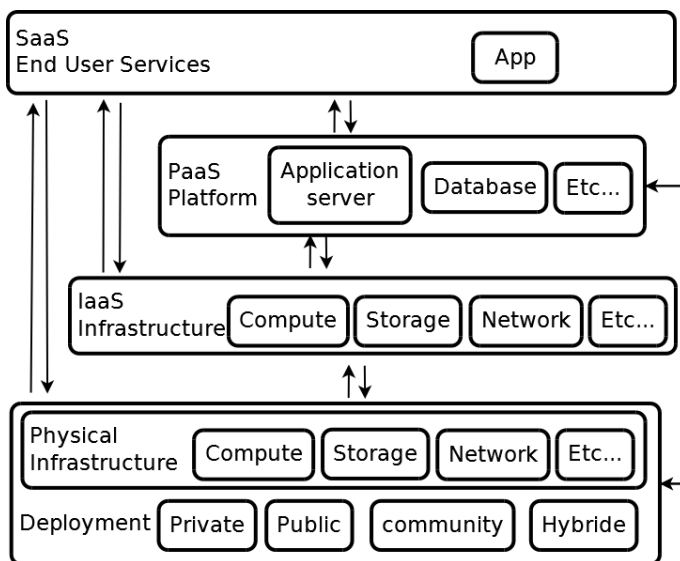 SaaS
End User Services
App
PaaS
Platform
Application
server
Database
Etc...
IaaS
Infrastructure
Compute
Storage
Network
Etc...
Physical
Infrastructure
Compute
Storage
Network
Etc...
Deployment
Private
Public
community
Hybride